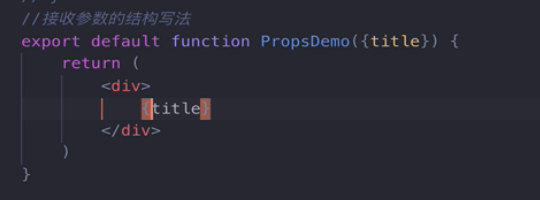 //接收参数的结构写法
export default function PropsDemo({title}) {
return (
<div>
{title}
</div>
)
}